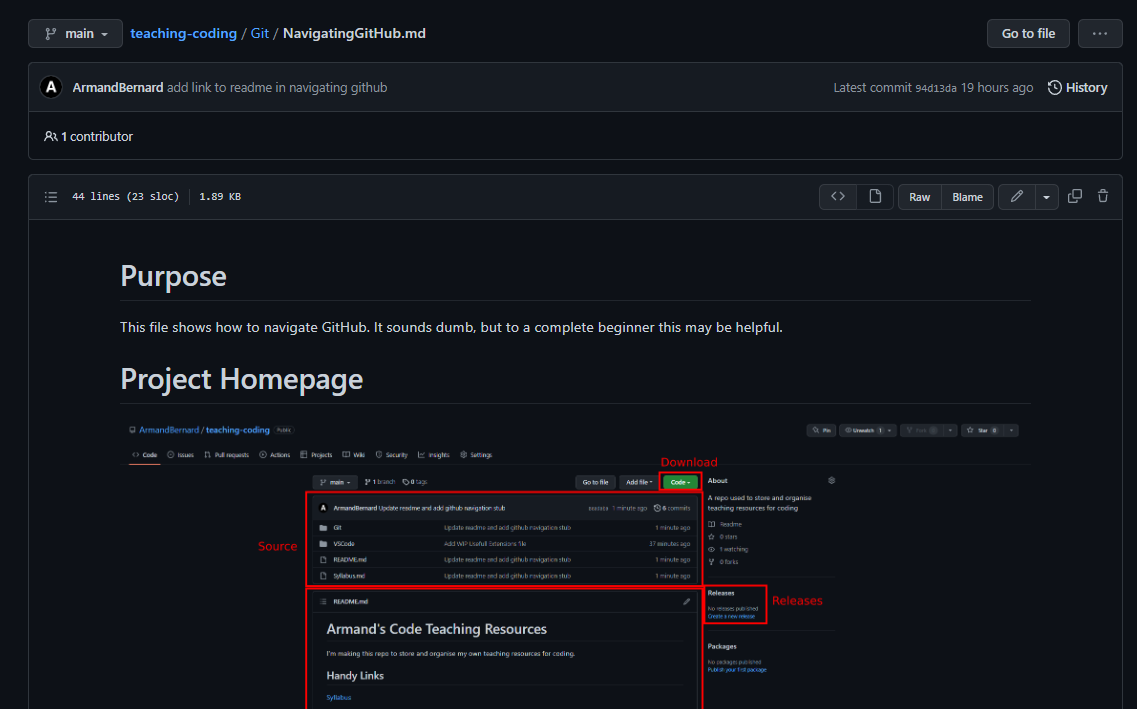 main
teaching-coding / Git / NavigatingGitHub.md
Go to file
ArmandBernard add link to readme in navigating github
Latest commit 94d13da 19 hours ago
History
1 contributor
44 lines (23 sloc)
1.89 KB
Raw
Blame
Purpose
This file shows how to navigate GitHub. It sounds dumb, but to a complete beginner this may be helpful.
Project Homepage
ArmandBernard / teaching-coding Public
Pin
Unwatch 1
Star 0
Code
Issues
Pull requests
Actions
Projects
Wiki
Security
Insights
Settings
Download
main
1 branch
0 tags
Go to file
Add file
Code
About
A repo used to store and organise
teaching resources for coding
Readme
0 stars
1 watching
0 forks
ArmandBernard Update readme and add github navigation stub
1 minute ago
6 commits
Git
Update readme and add github navigation stub
1 minute ago
VSCode
Add WIP Usefull Extensions file
37 minutes ago
README.md
Update readme and add github navigation stub
1 minute ago
Syllabus.md
Update readme and add github navigation stub
1 minute ago
Source
Releases
No releases published
Create a new release
Releases
README.md
Armand's Code Teaching Resources
I'm making this repo to store and organise my own teaching resources for coding.
Handy Links
Syllabus
Packages
No packages published
Publish your first package